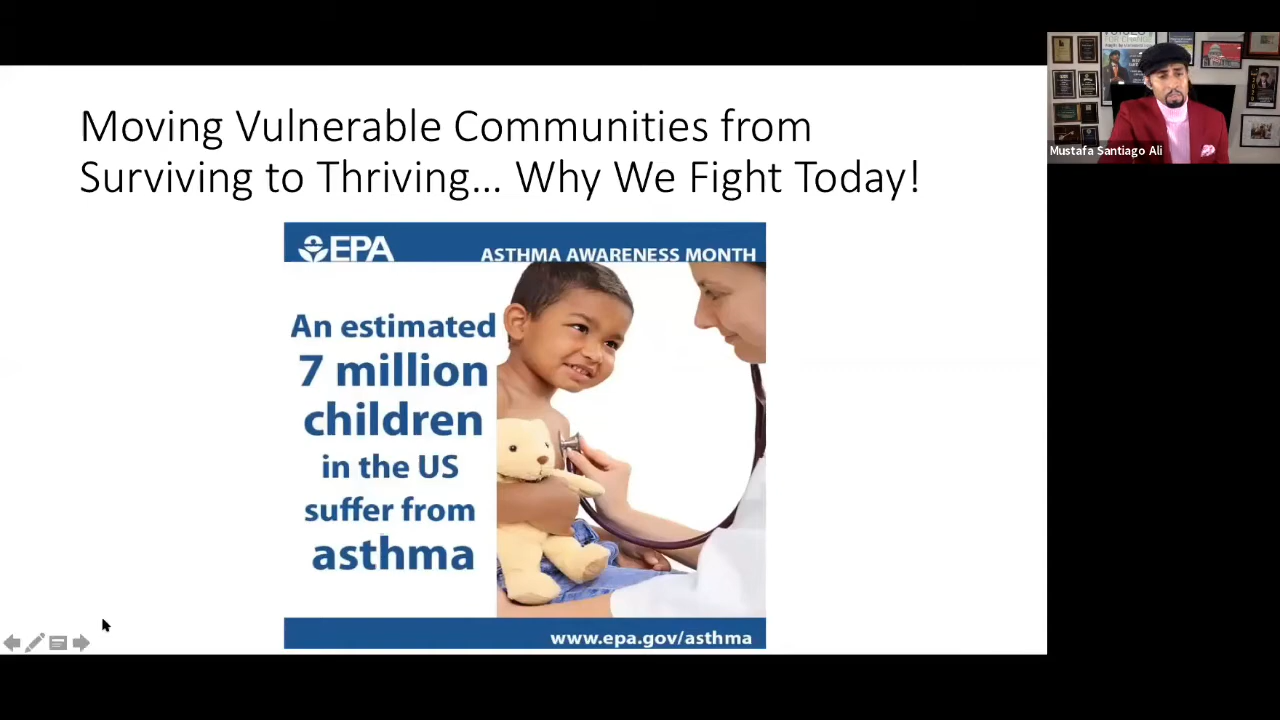 Moving Vulnerable Communities from
Surviving to Thriving... Why We Fight Today!
EPA
ASTHMA AWARENESS MONTH
An estimated
7 million
children
in the US
suffer from
asthma
www.epa.gov/asthma
Mustafa Santiago Ali